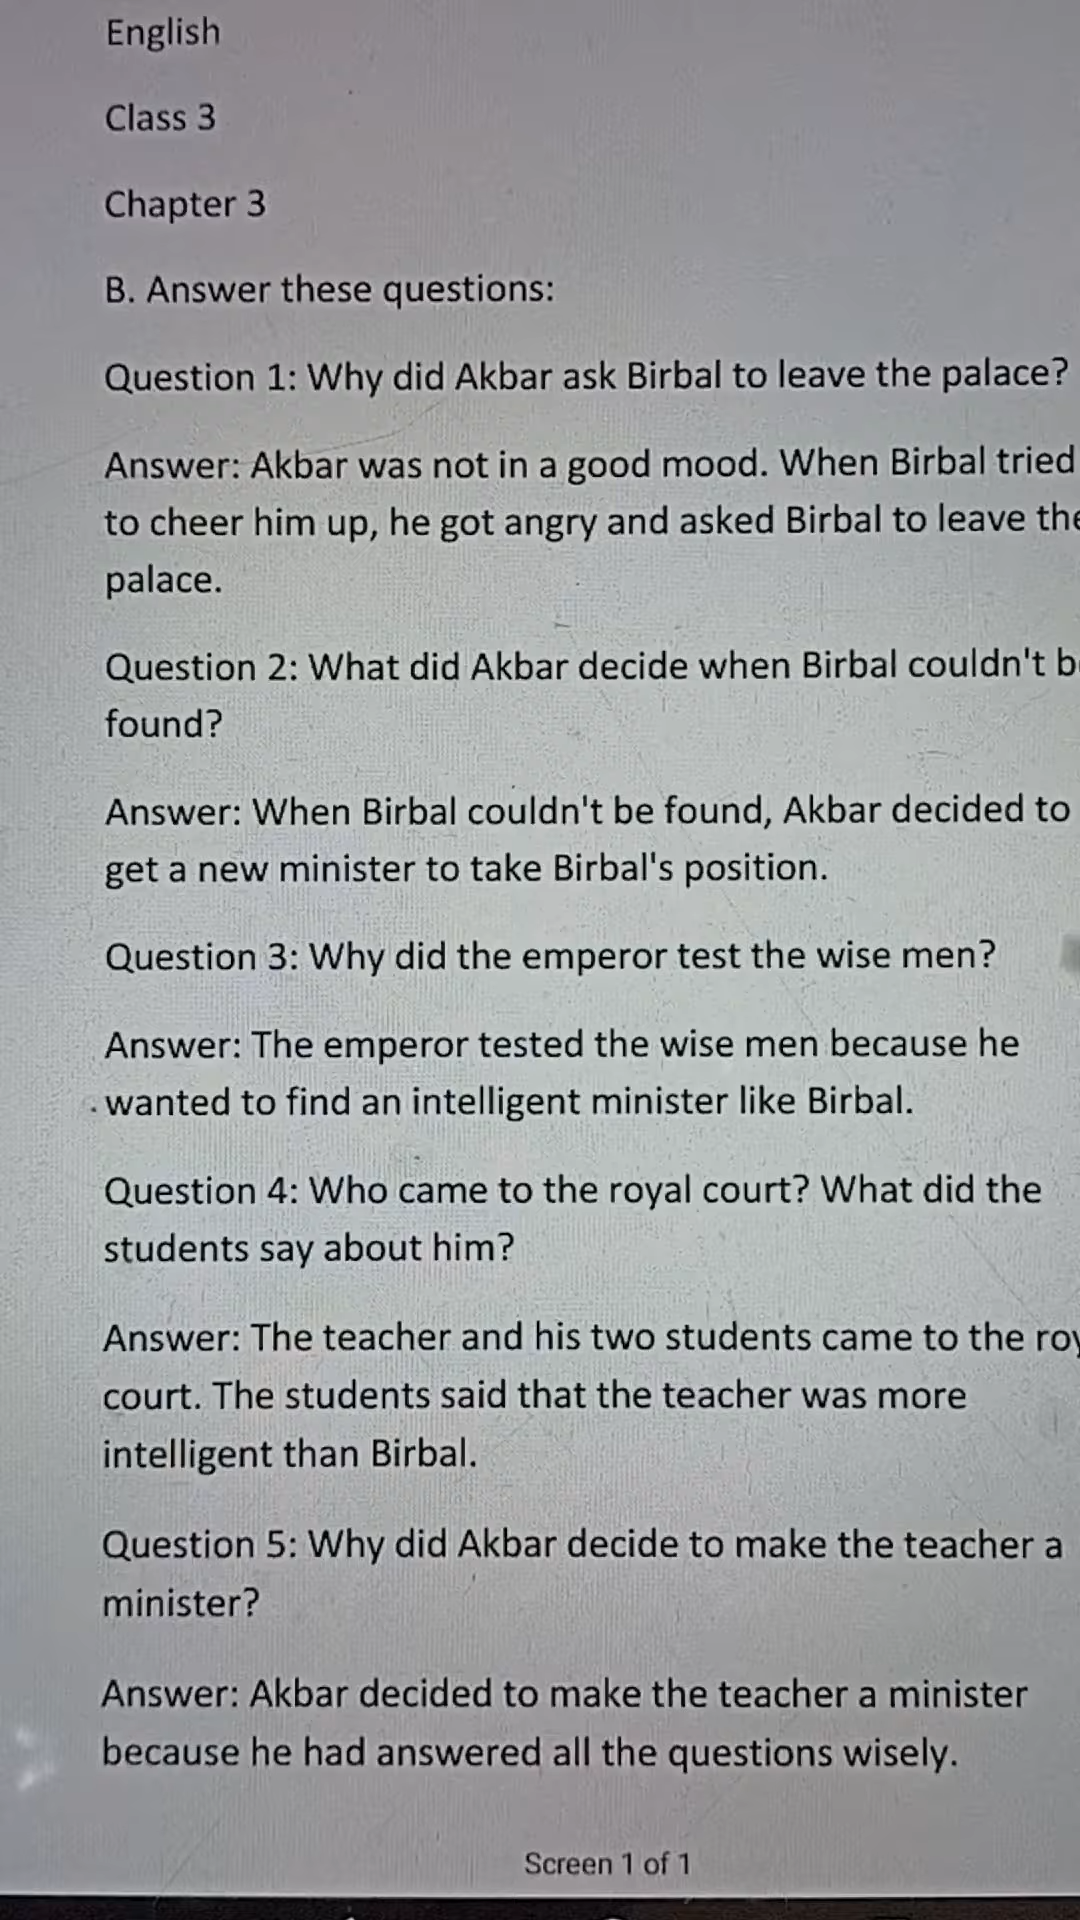 English
Class 3
Chapter 3
B. Answer these questions:
Question 1: Why did Akbar ask Birbal to leave the palace?
Answer: Akbar was not in a good mood. When Birbal tried
to cheer him up, he got angry and asked Birbal to leave the
palace.
Question 2: What did Akbar decide when Birbal couldn't b
found?
Answer: When Birbal couldn't be found, Akbar decided to
get a new minister to take Birbal's position.
Question 3: Why did the emperor test the wise men?
Answer: The emperor tested the wise men because he
wanted to find an intelligent minister like Birbal.
Question 4: Who came to the royal court? What did the
students say about him?
Answer: The teacher and his two students came to the roy
court. The students said that the teacher was more
intelligent than Birbal.
Question 5: Why did Akbar decide to make the teacher a
minister?
Answer: Akbar decided to make the teacher a minister
because he had answered all the questions wisely.
Screen 1 of 1